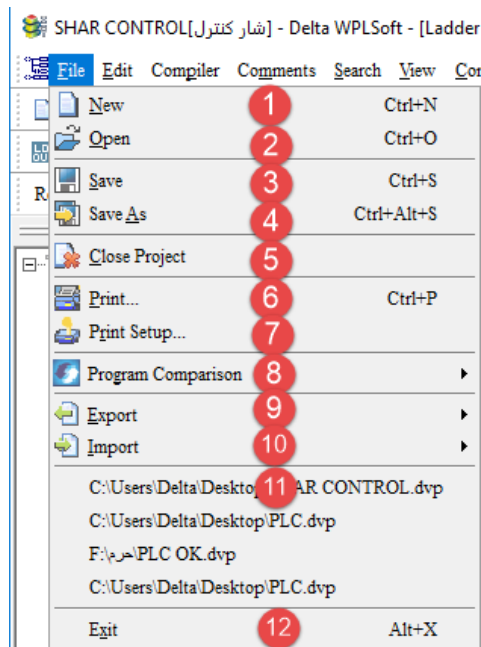 SHAR CONTROL[شار کنترل] - Delta WPLSoft - [Ladder
File Edit Compiler Comments Search View
New 1 Ctrl+N
Open 2 Ctrl+O
Save 3 Ctrl+S
Save As 4 Ctrl+Alt+S
Close Project 5
Print... 6 Ctrl+P
Print Setup... 7
Program Comparison 8
Export 9
Import 10
C:\Users\Delta\Desktop 11 AR CONTROL.dvp
C:\Users\Delta\Desktop\PLC.dvp
F:\حرم\PLC OK.dvp
C:\Users\Delta\Desktop\PLC.dvp
Exit 12 Alt+X